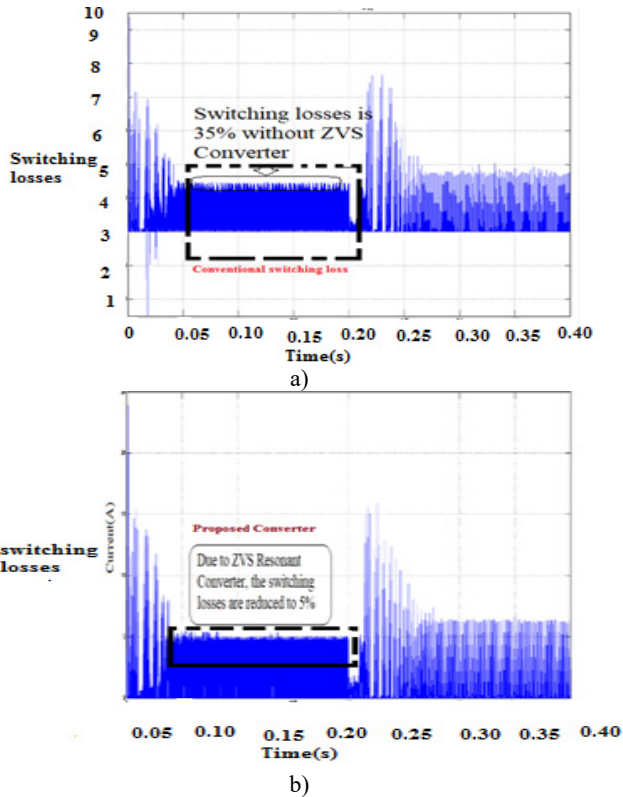 10
9
8
7
6
5
4
3
2
1
Switching
losses
Switching losses is
35% without ZVS
Converter
Conventional switching loss
0 0.05 0.10 0.15 0.20 0.25 0.30 0.35 0.40
Time(s)
a)
switching
losses
Current(A)
Proposed Converter
Due to ZVS Resonant
Converter, the switching
losses are reduced to 5%
0.05 0.10 0.15 0.20 0.25 0.30 0.35 0.40
Time(s)
b)